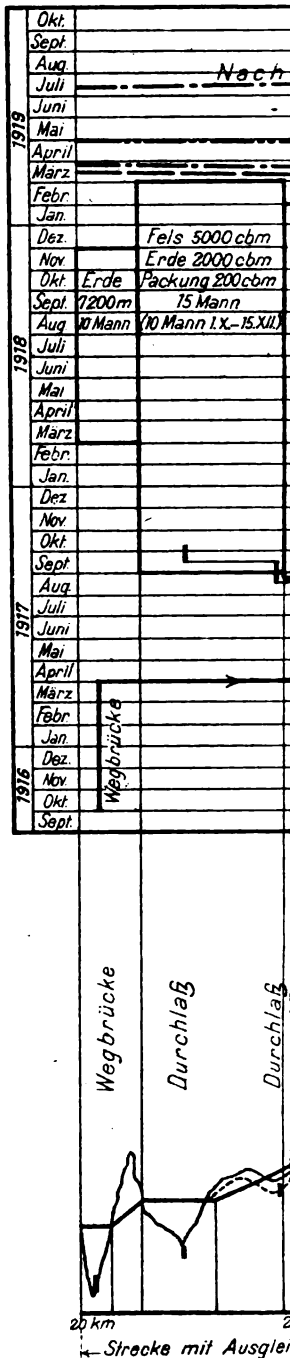 1919
Okt.
Sept.
Aug.
Juli
Nach
Juni
Mai
April
März
Febr.
Jan.
1918
Dez. Fels 5000 cbm
Nov. Erde 2000 cbm
Okt. Erde Packung 200 cbm
Sept. 7200 m 15 Mann
Aug. 10 Mann (10 Mann 1.X.–15.XII.)
Juli
Juni
Mai
April
März
Febr.
Jan.
1917
Dez.
Nov.
Okt.
Sept.
Aug.
Juli
Juni
Mai
April
März
Febr.
Jan.
1916
Dez.
Nov.
Okt.
Sept.
Wegbrücke
Wegbrücke
Durchlaß
Durchlaß
20 km 2
← Strecke mit Ausglei